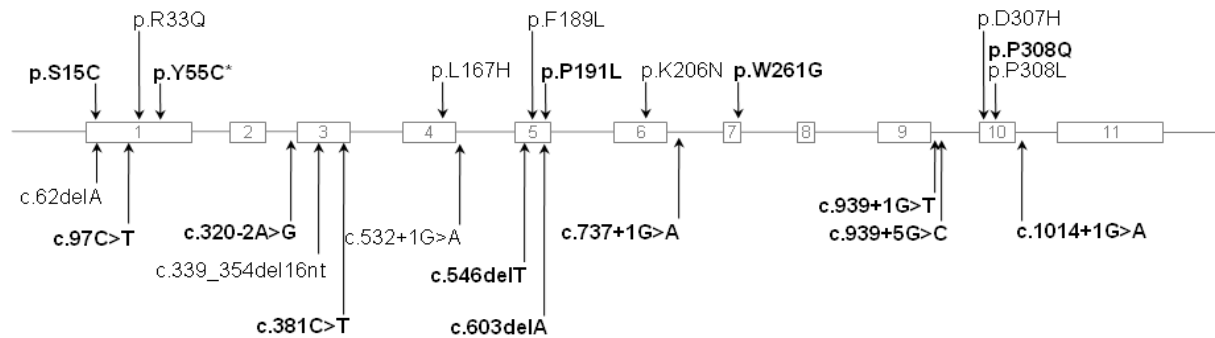 p.R33Q p.F189L p.D307H
p.P308Q
p.S15C p.Y55C* p.L167H p.P191L p.K206N p.W261G p.P308L
1 2 3 4 5 6 7 8 9 10 11
c.62delA
c.939+1G>T
c.97C>T c.320-2A>G c.532+1G>A c.737+1G>A c.939+5G>C c.1014+1G>A
c.339_354del16nt c.546delT
c.381C>T c.603delA